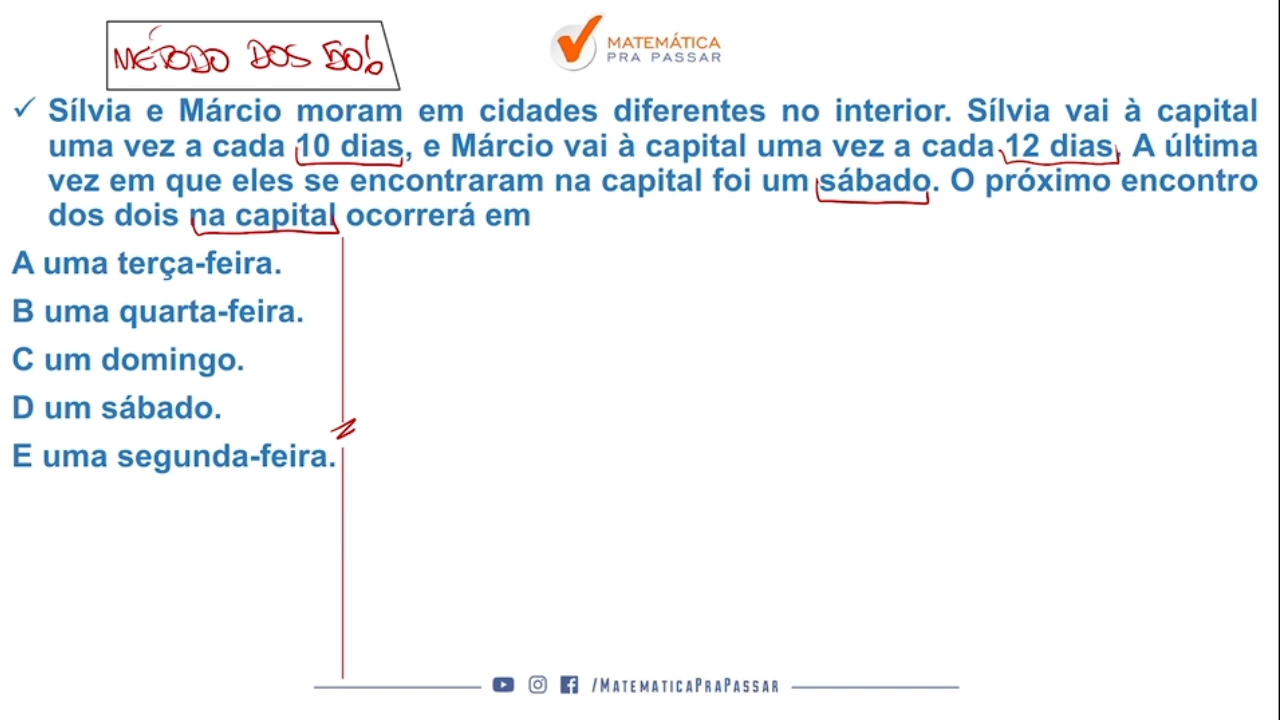 MÉTODO DOS 50!
MATEMÁTICA
PRA PASSAR
✓ Sílvia e Márcio moram em cidades diferentes no interior. Sílvia vai à capital
uma vez a cada 10 dias, e Márcio vai à capital uma vez a cada 12 dias. A última
vez em que eles se encontraram na capital foi um sábado. O próximo encontro
dos dois na capital ocorrerá em
A uma terça-feira.
B uma quarta-feira.
C um domingo.
D um sábado.
E uma segunda-feira.
/MATEMATICAPRAPASSAR